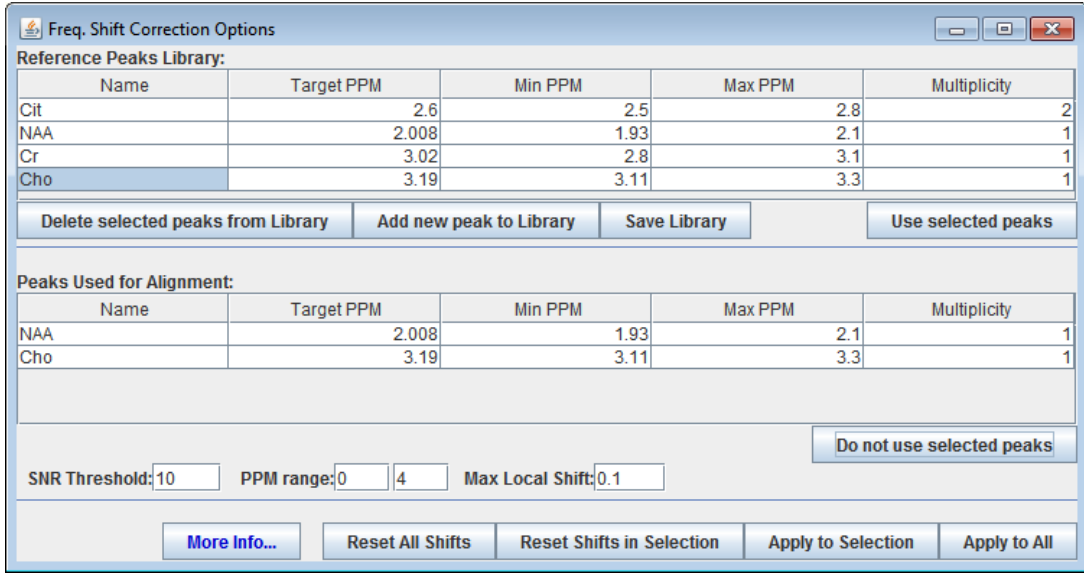 Freq. Shift Correction Options
Reference Peaks Library:
Name Target PPM Min PPM Max PPM Multiplicity
Cit 2.6 2.5 2.8 2
NAA 2.008 1.93 2.1 1
Cr 3.02 2.8 3.1 1
Cho 3.19 3.11 3.3 1
Delete selected peaks from Library Add new peak to Library Save Library Use selected peaks
Peaks Used for Alignment:
Name Target PPM Min PPM Max PPM Multiplicity
NAA 2.008 1.93 2.1 1
Cho 3.19 3.11 3.3 1
Do not use selected peaks
SNR Threshold: 10 PPM range: 0 4 Max Local Shift: 0.1
More Info... Reset All Shifts Reset Shifts in Selection Apply to Selection Apply to All